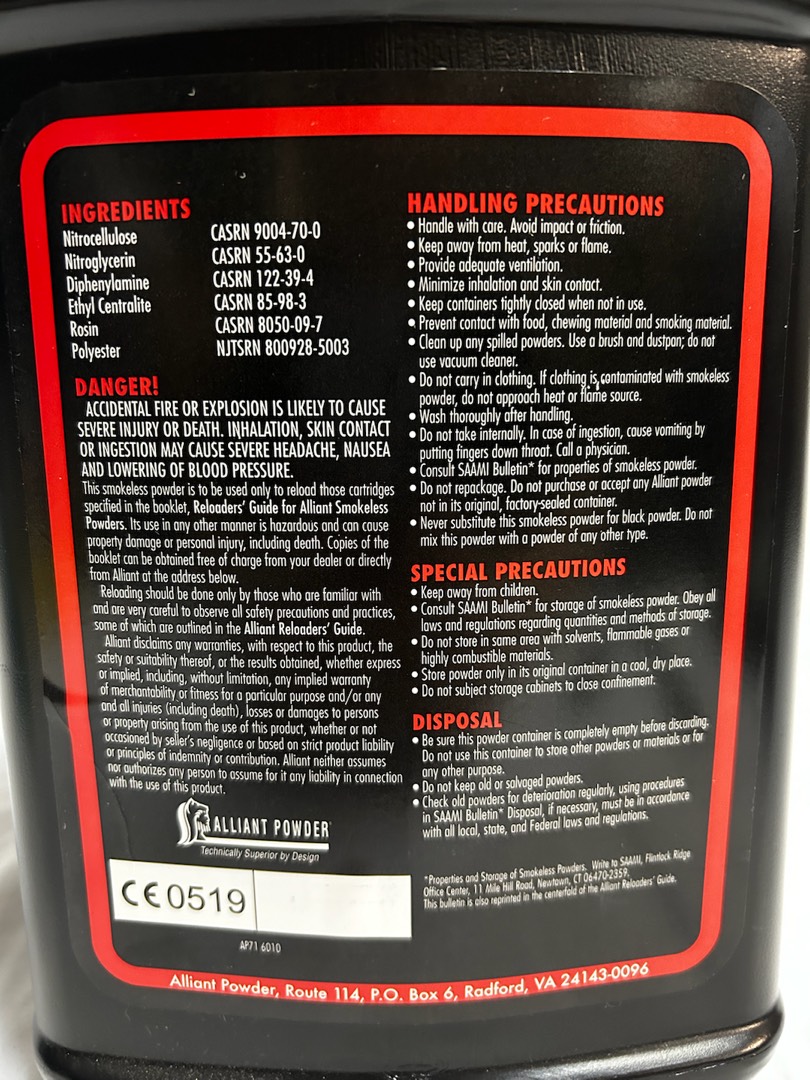 INGREDIENTS
Nitrocellulose CASRN 9004-70-0
Nitroglycerin CASRN 55-63-0
Diphenylamine CASRN 122-39-4
Ethyl Centralite CASRN 85-98-3
Rosin CASRN 8050-09-7
Polyester NJTSRN 800928-5003
DANGER!
ACCIDENTAL FIRE OR EXPLOSION IS LIKELY TO CAUSE
SEVERE INJURY OR DEATH. INHALATION, SKIN CONTACT
OR INGESTION MAY CAUSE SEVERE HEADACHE, NAUSEA
AND LOWERING OF BLOOD PRESSURE.
This smokeless powder is to be used only to reload those cartridges
specified in the booklet, Reloaders' Guide for Alliant Smokeless
Powders. Its use in any other manner is hazardous and can cause
property damage or personal injury, including death. Copies of the
booklet can be obtained free of charge from your dealer or directly
from Alliant at the address below.
Reloading should be done only by those who are familiar with
and are very careful to observe all safety precautions and practices,
some of which are outlined in the Alliant Reloaders' Guide.
Alliant disclaims any warranties, with respect to this product, the
safety or suitability thereof, or the results obtained, whether express
or implied, including, without limitation, any implied warranty
of merchantability or fitness for a particular purpose and/or any
and all injuries (including death), losses or damages to persons
or property arising from the use of this product, whether or not
occasioned by seller's negligence or based on strict product liability
or principles of indemnity or contribution. Alliant neither assumes
nor authorizes any person to assume for it any liability in connection
with the use of this product.
ALLIANT POWDER
Technically Superior by Design
CE0519
AP71 6010
HANDLING PRECAUTIONS
• Handle with care. Avoid impact or friction.
• Keep away from heat, sparks or flame.
• Provide adequate ventilation.
• Minimize inhalation and skin contact.
• Keep containers tightly closed when not in use.
• Prevent contact with food, chewing material and smoking material.
• Clean up any spilled powders. Use a brush and dustpan; do not
use vacuum cleaner.
• Do not carry in clothing. If clothing is contaminated with smokeless
powder, do not approach heat or flame source.
• Wash thoroughly after handling.
• Do not take internally. In case of ingestion, cause vomiting by
putting fingers down throat. Call a physician.
• Consult SAAMI Bulletin* for properties of smokeless powder.
• Do not repackage. Do not purchase or accept any Alliant powder
not in its original, factory-sealed container.
• Never substitute this smokeless powder for black powder. Do not
mix this powder with a powder of any other type.
SPECIAL PRECAUTIONS
• Keep away from children.
• Consult SAAMI Bulletin* for storage of smokeless powder. Obey all
laws and regulations regarding quantities and methods of storage.
• Do not store in same area with solvents, flammable gases or
highly combustible materials.
• Store powder only in its original container in a cool, dry place.
• Do not subject storage cabinets to close confinement.
DISPOSAL
• Be sure this powder container is completely empty before discarding.
Do not use this container to store other powders or materials or for
any other purpose.
• Do not keep old or salvaged powders.
• Check old powders for deterioration regularly, using procedures
in SAAMI Bulletin* Disposal, if necessary, must be in accordance
with all local, state, and Federal laws and regulations.
*Properties and Storage of Smokeless Powders. Write to SAAMI, Flintlock Ridge
Office Center, 11 Mile Hill Road, Newtown, CT 06470-2359.
This bulletin is also reprinted in the centerfold of the Alliant Reloaders' Guide.
Alliant Powder, Route 114, P.O. Box 6, Radford, VA 24143-0096